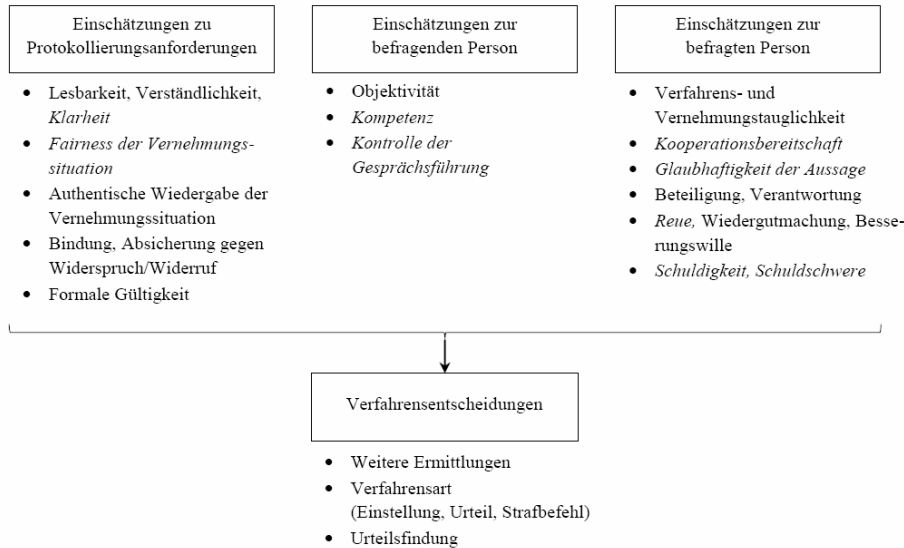 Einschätzungen zu
Protokollierungsanforderungen
• Lesbarkeit, Verständlichkeit,
Klarheit
• Fairness der Vernehmungs-
situation
• Authentische Wiedergabe der
Vernehmungssituation
• Bindung, Absicherung gegen
Widerspruch/Widerruf
• Formale Gültigkeit
Einschätzungen zur
befragenden Person
• Objektivität
• Kompetenz
• Kontrolle der
Gesprächsführung
Einschätzungen zur
befragten Person
• Verfahrens- und
Vernehmungstauglichkeit
• Kooperationsbereitschaft
• Glaubhaftigkeit der Aussage
• Beteiligung, Verantwortung
• Reue, Wiedergutmachung, Besse-
rungswille
• Schuldigkeit, Schuldschwere
Verfahrensentscheidungen
• Weitere Ermittlungen
• Verfahrensart
(Einstellung, Urteil, Strafbefehl)
• Urteilsfindung